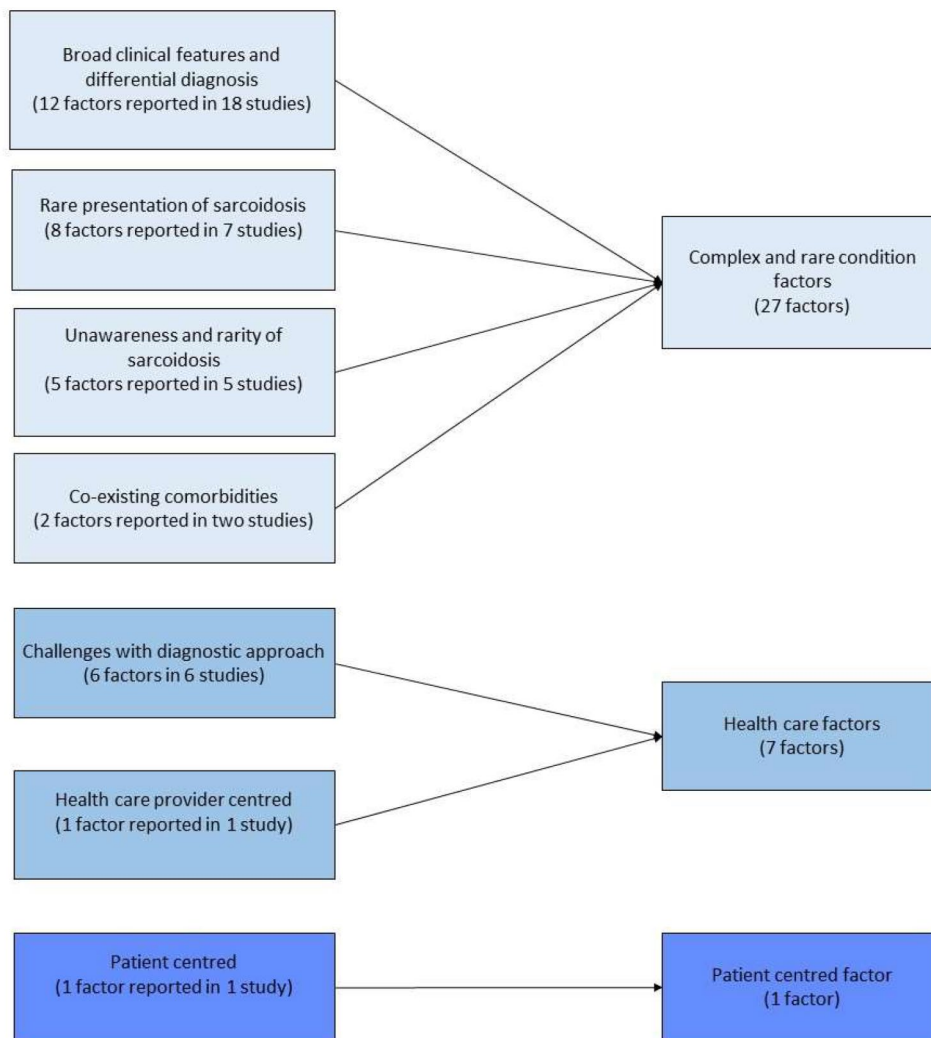 Broad clinical features and
differential diagnosis
(12 factors reported in 18 studies)
Rare presentation of sarcoidosis
(8 factors reported in 7 studies)
Unawareness and rarity of
sarcoidosis
(5 factors reported in 5 studies)
Co-existing comorbidities
(2 factors reported in two studies)
Complex and rare condition
factors
(27 factors)
Challenges with diagnostic approach
(6 factors in 6 studies)
Health care provider centred
(1 factor reported in 1 study)
Health care factors
(7 factors)
Patient centred
(1 factor reported in 1 study)
Patient centred factor
(1 factor)